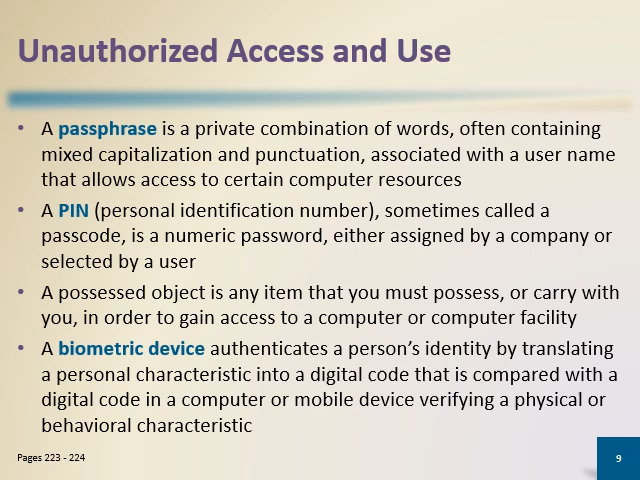 Unauthorized Access and Use
• A passphrase is a private combination of words, often containing
mixed capitalization and punctuation, associated with a user name
that allows access to certain computer resources
• A PIN (personal identification number), sometimes called a
passcode, is a numeric password, either assigned by a company or
selected by a user
• A possessed object is any item that you must possess, or carry with
you, in order to gain access to a computer or computer facility
• A biometric device authenticates a person’s identity by translating
a personal characteristic into a digital code that is compared with a
digital code in a computer or mobile device verifying a physical or
behavioral characteristic
Pages 223 - 224
9